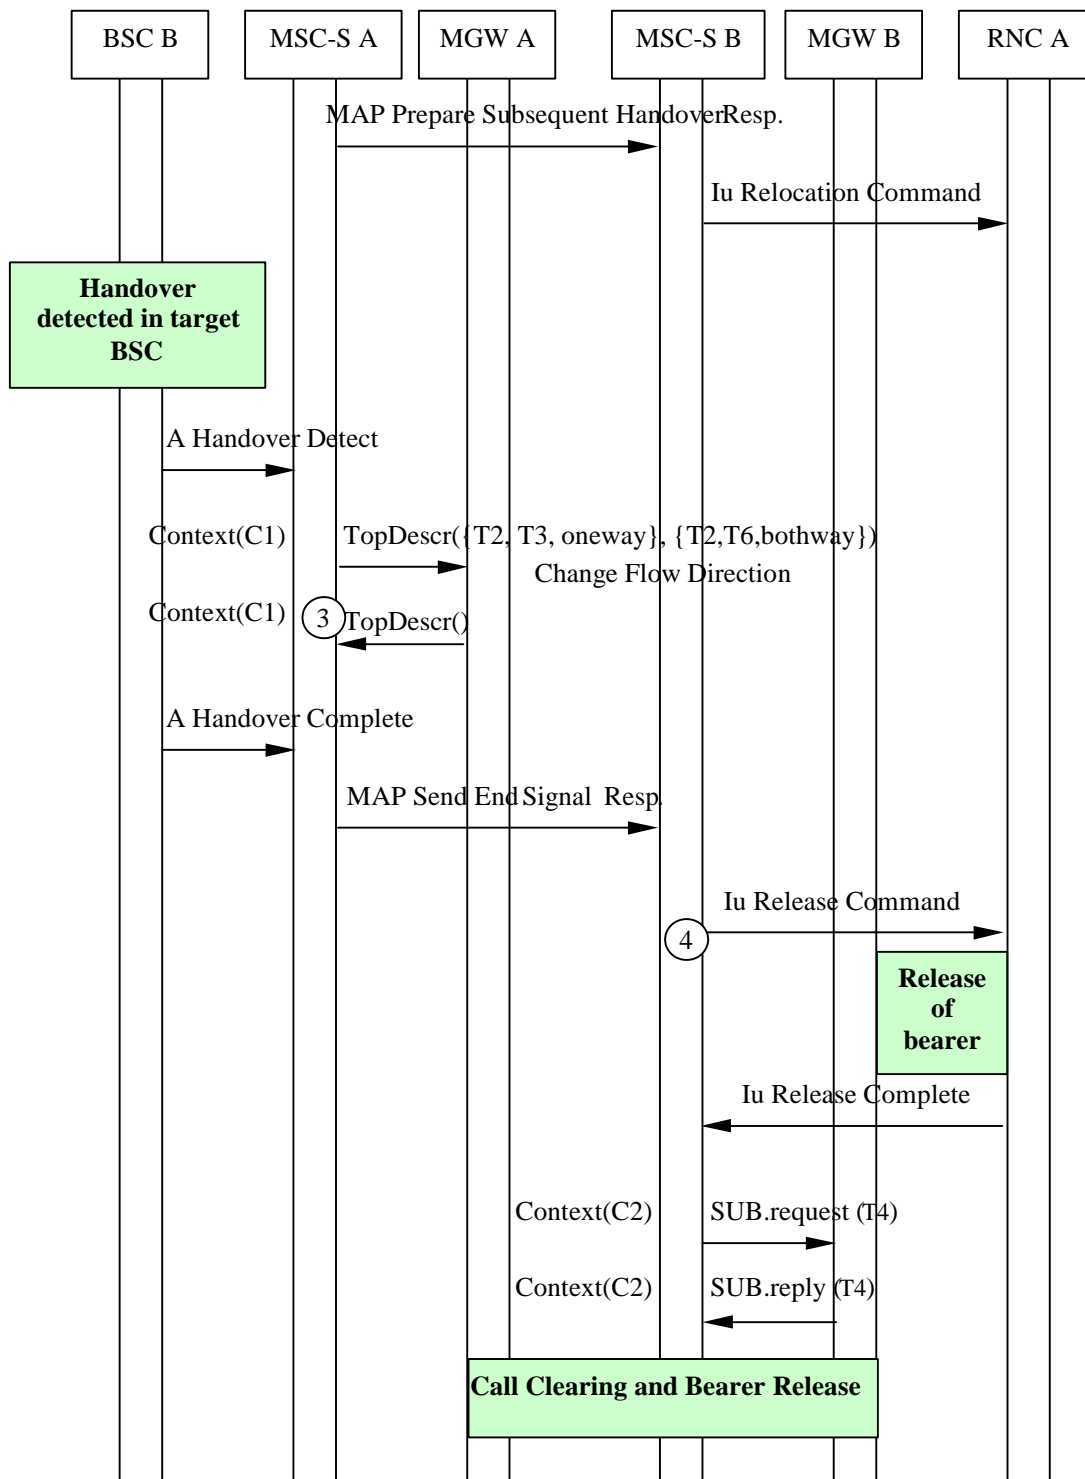 BSC B
MSC-S A
MGW A
MSC-S B
MGW B
RNC A
MAP Prepare Subsequent HandoverResp.
Iu Relocation Command
Handover
detected in target
BSC
A Handover Detect
Context(C1)
TopDescr({T2, T3, oneway}, {T2,T6,bothway})
Change Flow Direction
Context(C1)
3
TopDescr()
A Handover Complete
MAP Send End Signal Resp.
Iu Release Command
4
Release
of
bearer
Iu Release Complete
Context(C2)
SUB.request (T4)
Context(C2)
SUB.reply (T4)
Call Clearing and Bearer Release